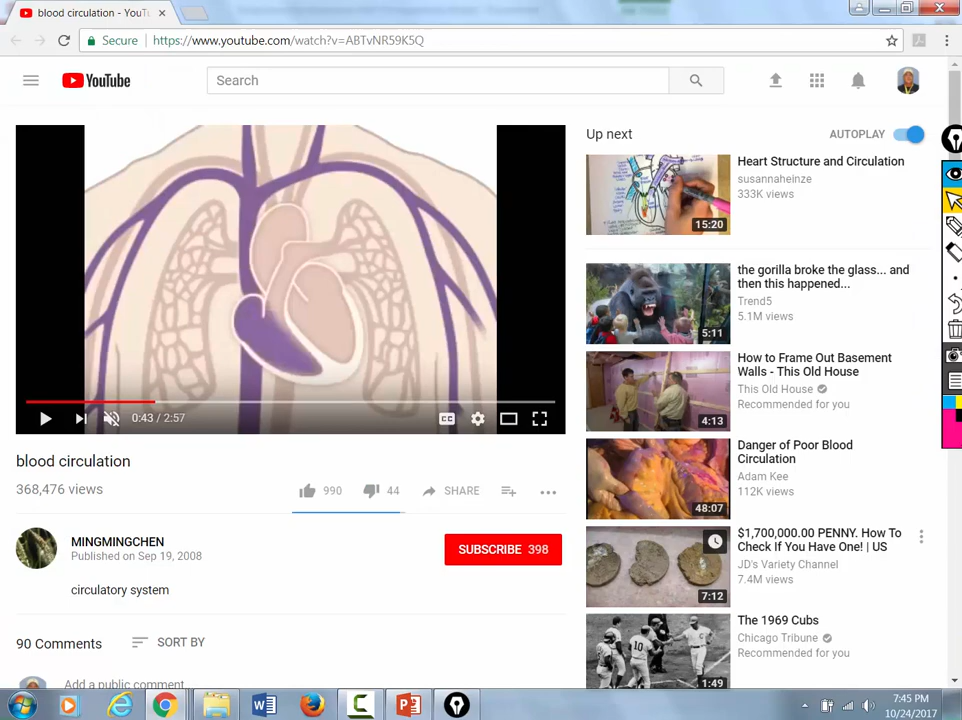 blood circulation - YouTu
Secure
https://www.youtube.com/watch?v=ABTvNR59K5Q
YouTube
Search
0:43 / 2:57
CC
blood circulation
368,476 views
990
44
SHARE
MINGMINGCHEN
Published on Sep 19, 2008
SUBSCRIBE 398
circulatory system
90 Comments
SORT BY
Add a public comment...
Up next
AUTOPLAY
Heart Structure and Circulation
susannaheinze
333K views
15:20
the gorilla broke the glass... and
then this happened...
Trend5
5.1M views
5:11
How to Frame Out Basement
Walls - This Old House
This Old House
Recommended for you
4:13
Danger of Poor Blood
Circulation
Adam Kee
112K views
48:07
$1,700,000.00 PENNY. How To
Check If You Have One! | US
JD's Variety Channel
7.4M views
7:12
The 1969 Cubs
Chicago Tribune
Recommended for you
1:49
10
7:45 PM
10/24/2017